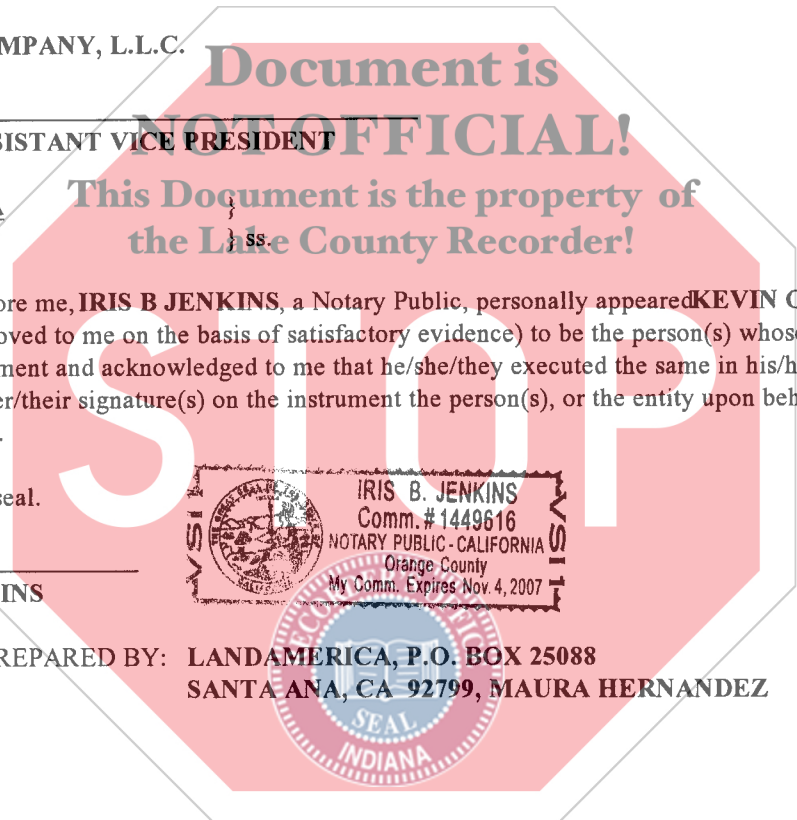 MPANY, L.L.C.
Document is
NOT OFFICIAL!
SISTANT VICE PRESIDENT
This Document is the property of
}
the Lake County Recorder!
} ss.
ore me, IRIS B JENKINS, a Notary Public, personally appearedKEVIN
oved to me on the basis of satisfactory evidence) to be the person(s) whose
ment and acknowledged to me that he/she/they executed the same in his/h
er/their signature(s) on the instrument the person(s), or the entity upon beh
.
STOP
seal.
IRIS B. JENKINS
Comm. # 1449616
NOTARY PUBLIC - CALIFORNIA
Orange County
My Comm. Expires Nov. 4, 2007
VSI 1
VSI 1
INS
REPARED BY: LANDAMERICA, P.O. BOX 25088
SANTA ANA, CA 92799, MAURA HERNANDEZ
SEAL
INDIANA